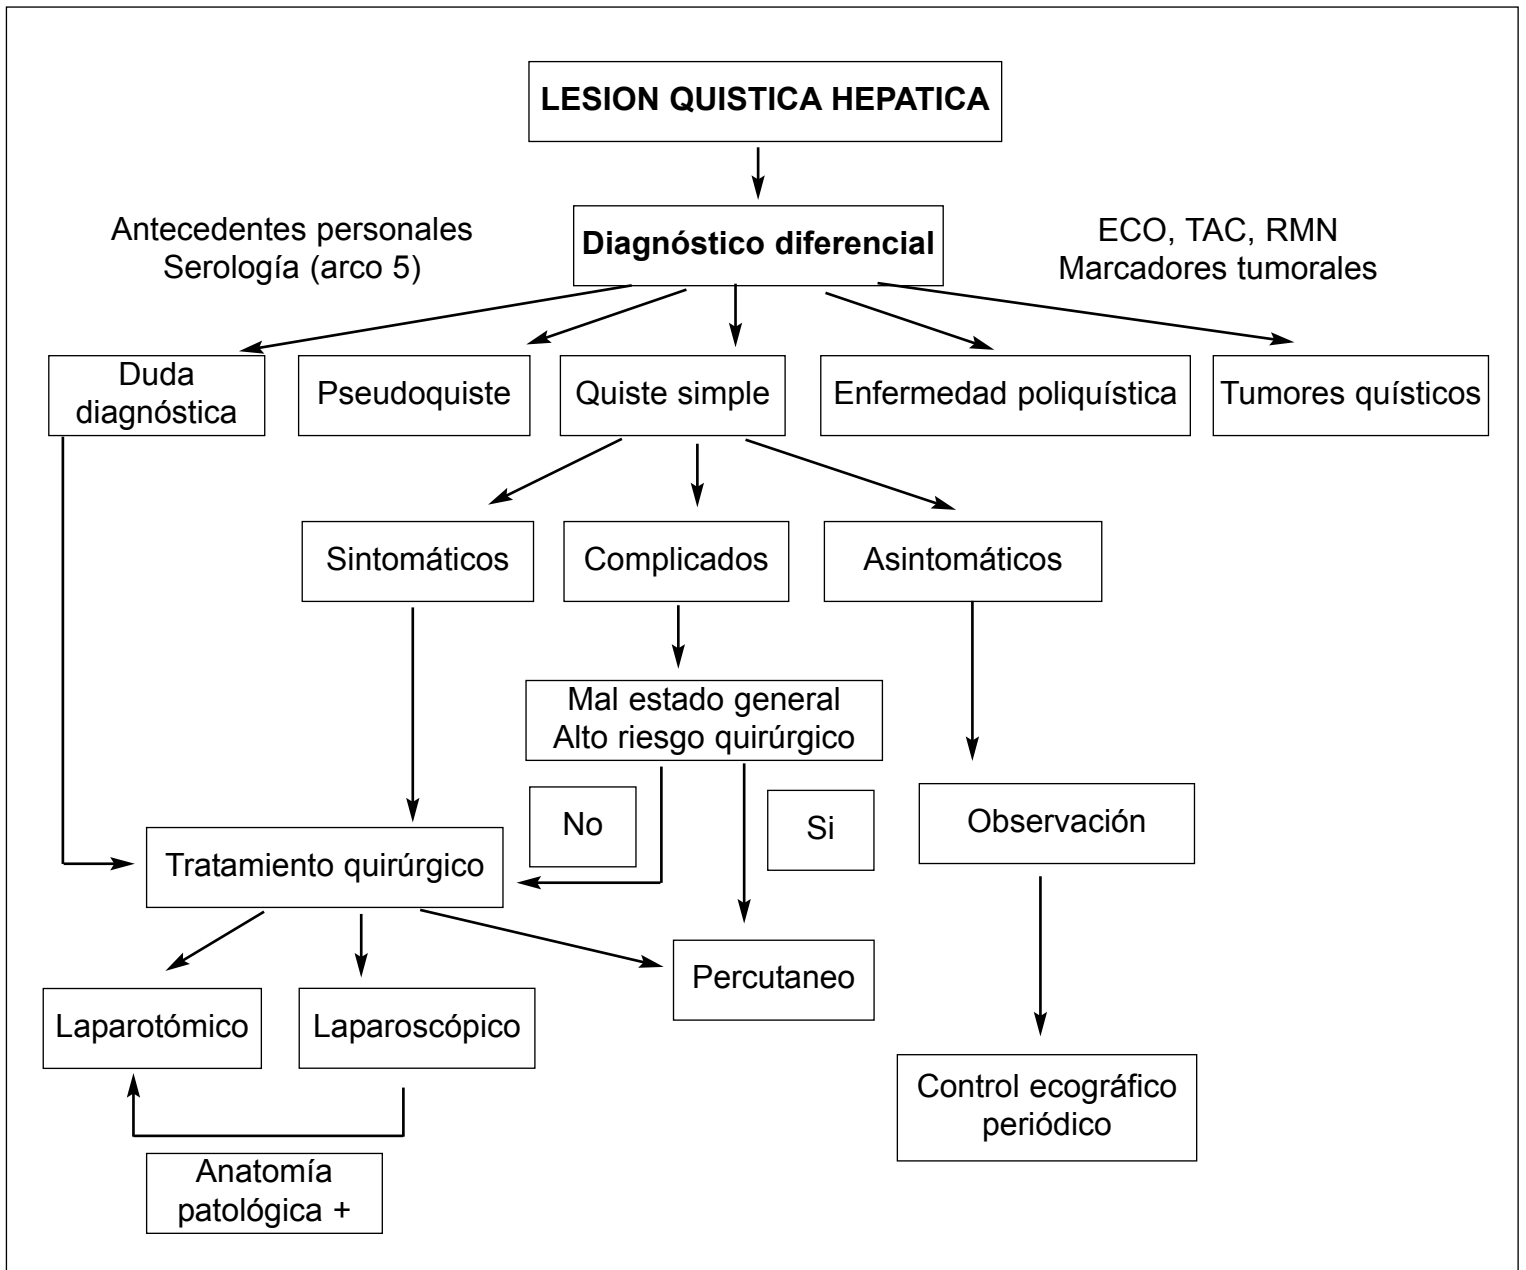 LESION QUISTICA HEPATICA
Antecedentes personales
Serología (arco 5)
Diagnóstico diferencial
ECO, TAC, RMN
Marcadores tumorales
Duda
diagnóstica
Pseudoquiste
Quiste simple
Enfermedad poliquística
Tumores quísticos
Sintomáticos
Complicados
Asintomáticos
Mal estado general
Alto riesgo quirúrgico
No
Si
Observación
Tratamiento quirúrgico
Percutaneo
Laparotómico
Laparoscópico
Control ecográfico
periódico
Anatomía
patológica +